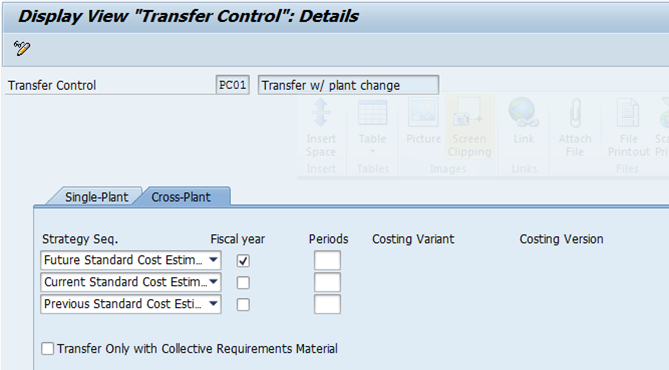 Display View "Transfer Control": Details
Transfer Control PC01 Transfer w/ plant change
Insert Space Table Picture Screen Clipping Link Attach File File Printout
Insert Tables Images Links Files
Single-Plant Cross-Plant
Strategy Seq. Fiscal year Periods Costing Variant Costing Version
Future Standard Cost Estim...
Current Standard Cost Estim...
Previous Standard Cost Esti...
Transfer Only with Collective Requirements Material